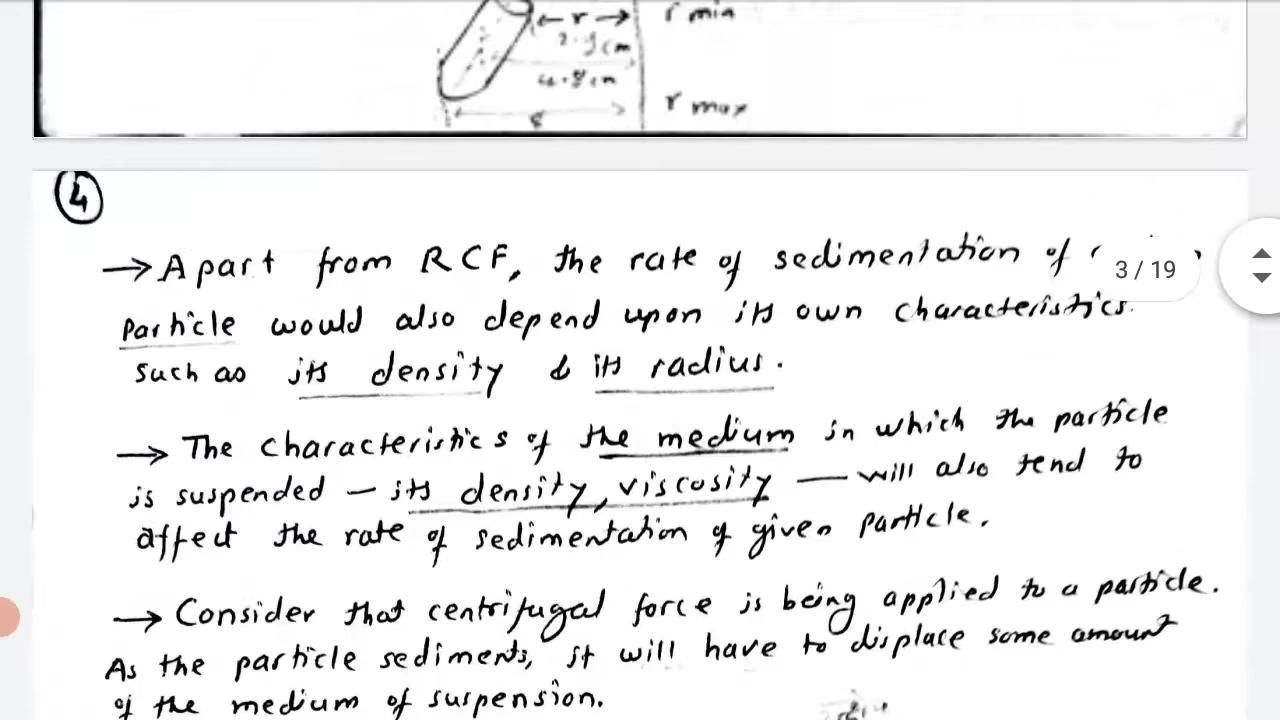 ← r →
r min
4.8cm
r max
4
→ Apart from RCF, the rate of sedimentation of
3 / 19
Particle would also depend upon its own characteristics.
such as its density & its radius.
→ The characteristics of the medium in which the particle
is suspended — its density, viscosity — will also tend to
affect the rate of sedimentation of given particle.
→ Consider that centrifugal force is being applied to a particle.
As the particle sediments, it will have to displace some amount
of the medium of suspension.